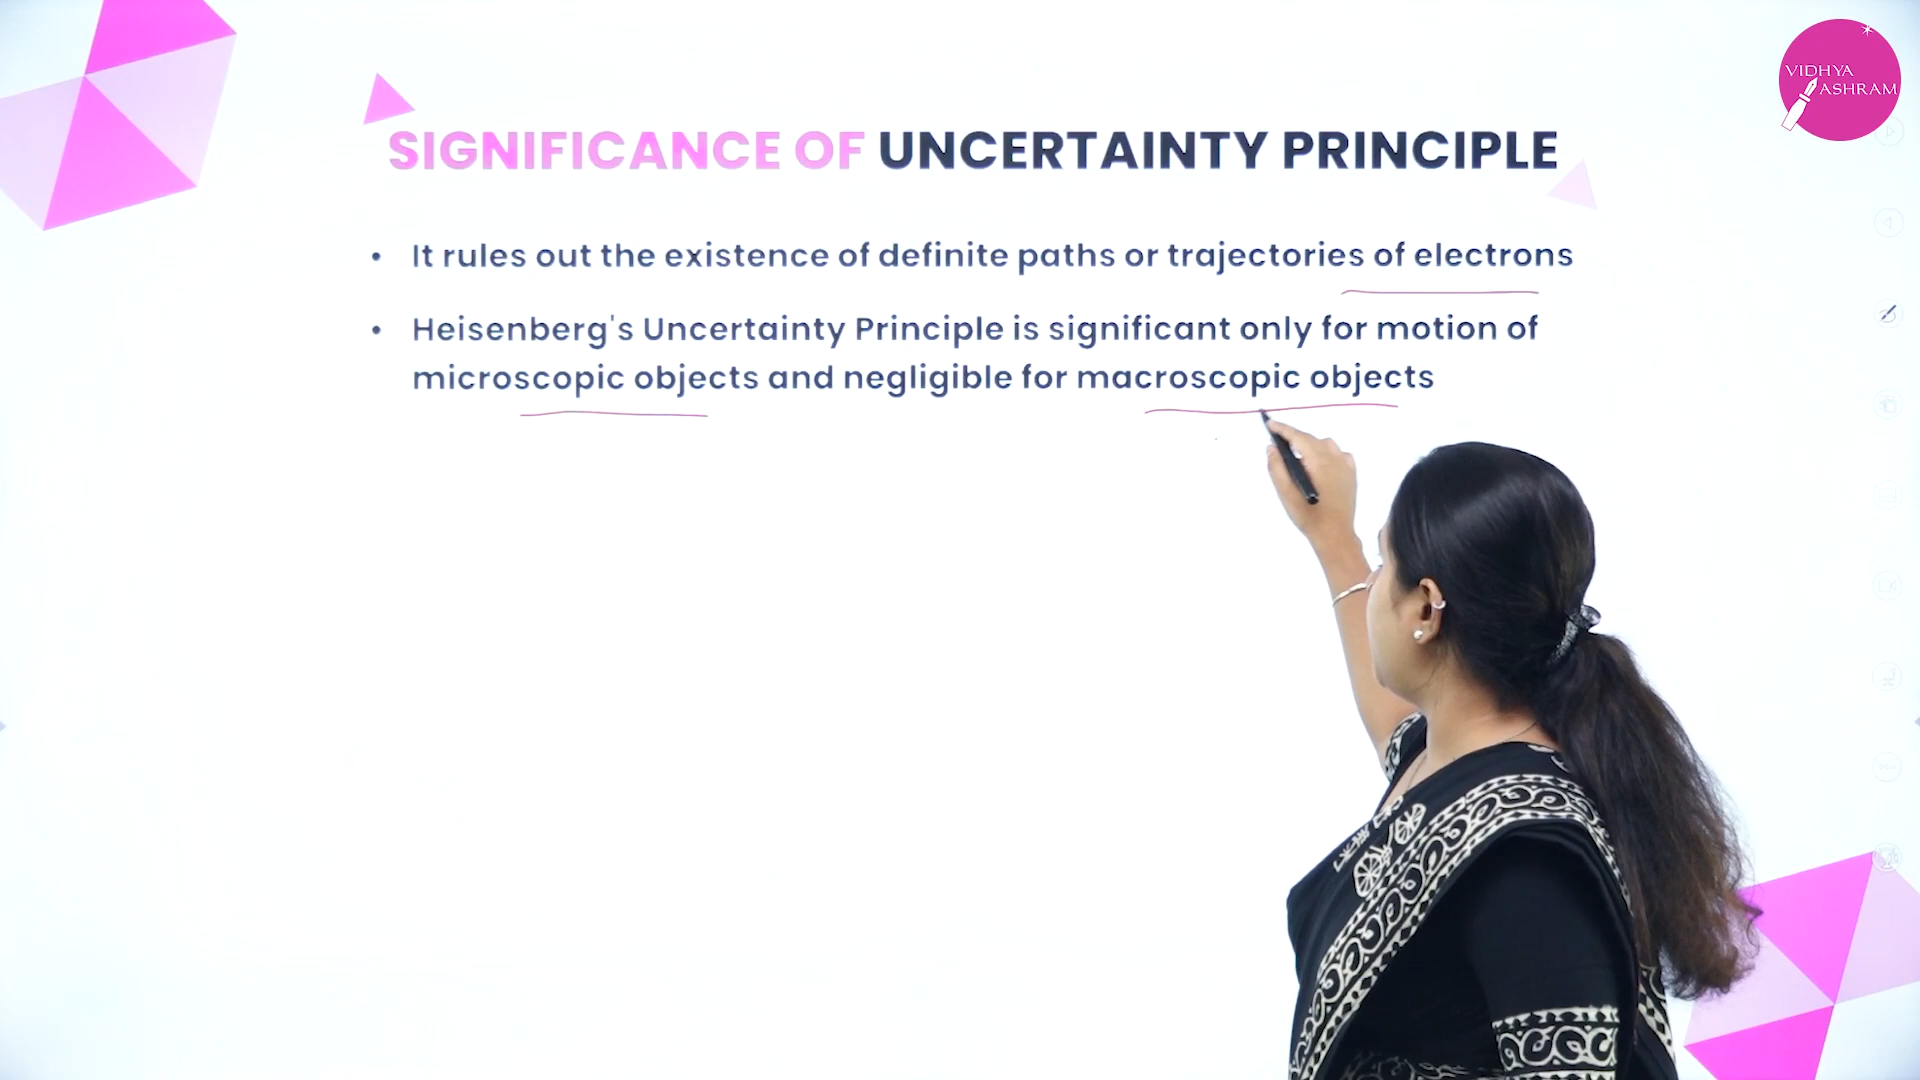 VIDHYA
ASHRAM
SIGNIFICANCE OF UNCERTAINTY PRINCIPLE
• It rules out the existence of definite paths or trajectories of electrons
• Heisenberg's Uncertainty Principle is significant only for motion of
microscopic objects and negligible for macroscopic objects